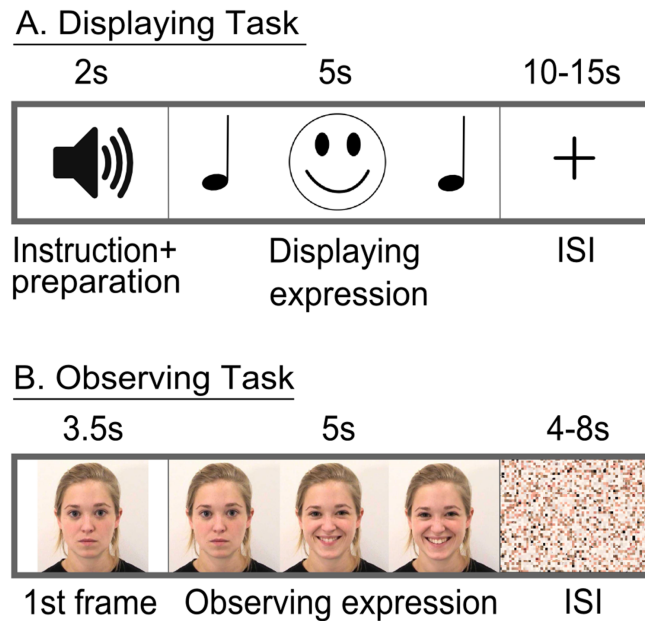 A. Displaying Task
2s 5s 10-15s
Instruction+ Displaying ISI
preparation expression
B. Observing Task
3.5s 5s 4-8s
1st frame Observing expression ISI